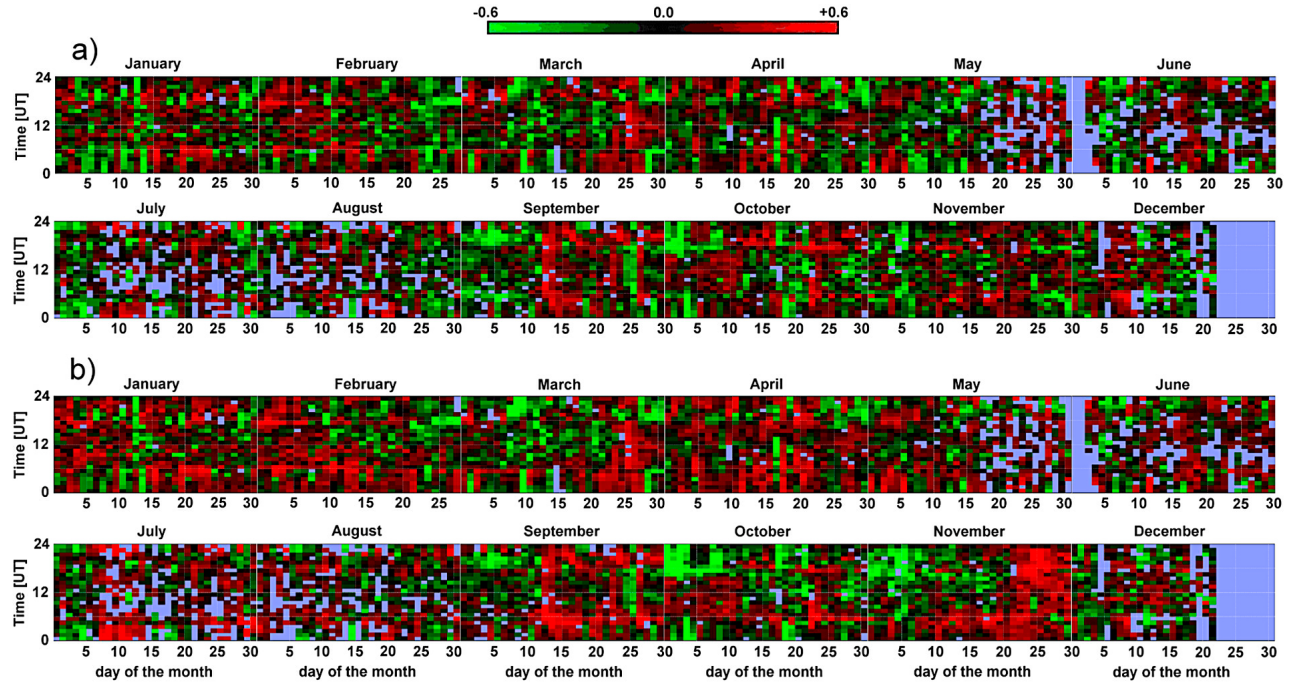 -0.6 0.0 +0.6
a)
January February March April May June
24
12
0
Time [UT]
5 10 15 20 25 30 5 10 15 20 25 5 10 15 20 25 30 5 10 15 20 25 30 5 10 15 20 25 30 5 10 15 20 25 30
July August September October November December
24
12
0
Time [UT]
5 10 15 20 25 30 5 10 15 20 25 30 5 10 15 20 25 30 5 10 15 20 25 30 5 10 15 20 25 30 5 10 15 20 25 30
b)
January February March April May June
24
12
0
Time [UT]
5 10 15 20 25 30 5 10 15 20 25 5 10 15 20 25 30 5 10 15 20 25 30 5 10 15 20 25 30 5 10 15 20 25 30
July August September October November December
24
12
0
Time [UT]
5 10 15 20 25 30 5 10 15 20 25 30 5 10 15 20 25 30 5 10 15 20 25 30 5 10 15 20 25 30 5 10 15 20 25 30
day of the month day of the month day of the month day of the month day of the month day of the month